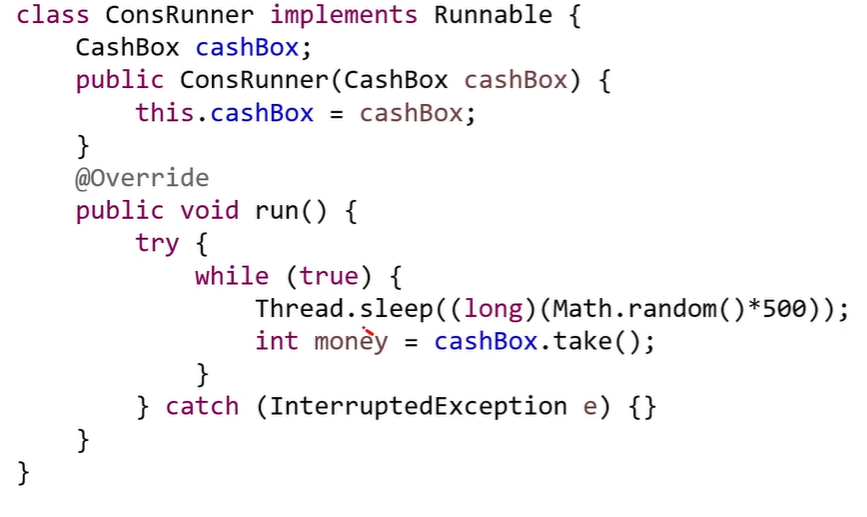 class ConsRunner implements Runnable {
CashBox cashBox;
public ConsRunner(CashBox cashBox) {
this.cashBox = cashBox;
}
@Override
public void run() {
try {
while (true) {
Thread.sleep((long)(Math.random()*500));
int money = cashBox.take();
}
} catch (InterruptedException e) {}
}
}